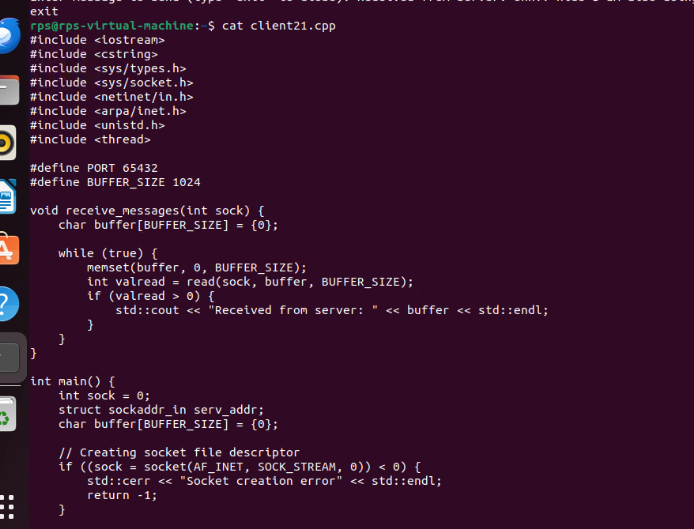 exit
rps@rps-virtual-machine:~$ cat client21.cpp
#include <iostream>
#include <cstring>
#include <sys/types.h>
#include <sys/socket.h>
#include <netinet/in.h>
#include <arpa/inet.h>
#include <unistd.h>
#include <thread>

#define PORT 65432
#define BUFFER_SIZE 1024

void receive_messages(int sock) {
    char buffer[BUFFER_SIZE] = {0};

    while (true) {
        memset(buffer, 0, BUFFER_SIZE);
        int valread = read(sock, buffer, BUFFER_SIZE);
        if (valread > 0) {
            std::cout << "Received from server: " << buffer << std::endl;
        }
    }
}

int main() {
    int sock = 0;
    struct sockaddr_in serv_addr;
    char buffer[BUFFER_SIZE] = {0};

    // Creating socket file descriptor
    if ((sock = socket(AF_INET, SOCK_STREAM, 0)) < 0) {
        std::cerr << "Socket creation error" << std::endl;
        return -1;
    }